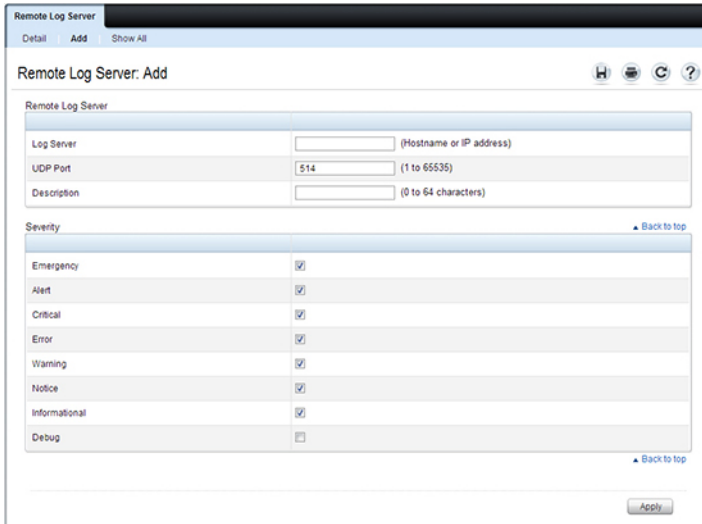 Remote Log Server
Detail Add Show All
Remote Log Server: Add
?
Remote Log Server
Log Server (Hostname or IP address)
UDP Port 514 (1 to 65535)
Description (0 to 64 characters)
Severity ▲ Back to top
Emergency
Alert
Critical
Error
Warning
Notice
Informational
Debug
▲ Back to top
Apply